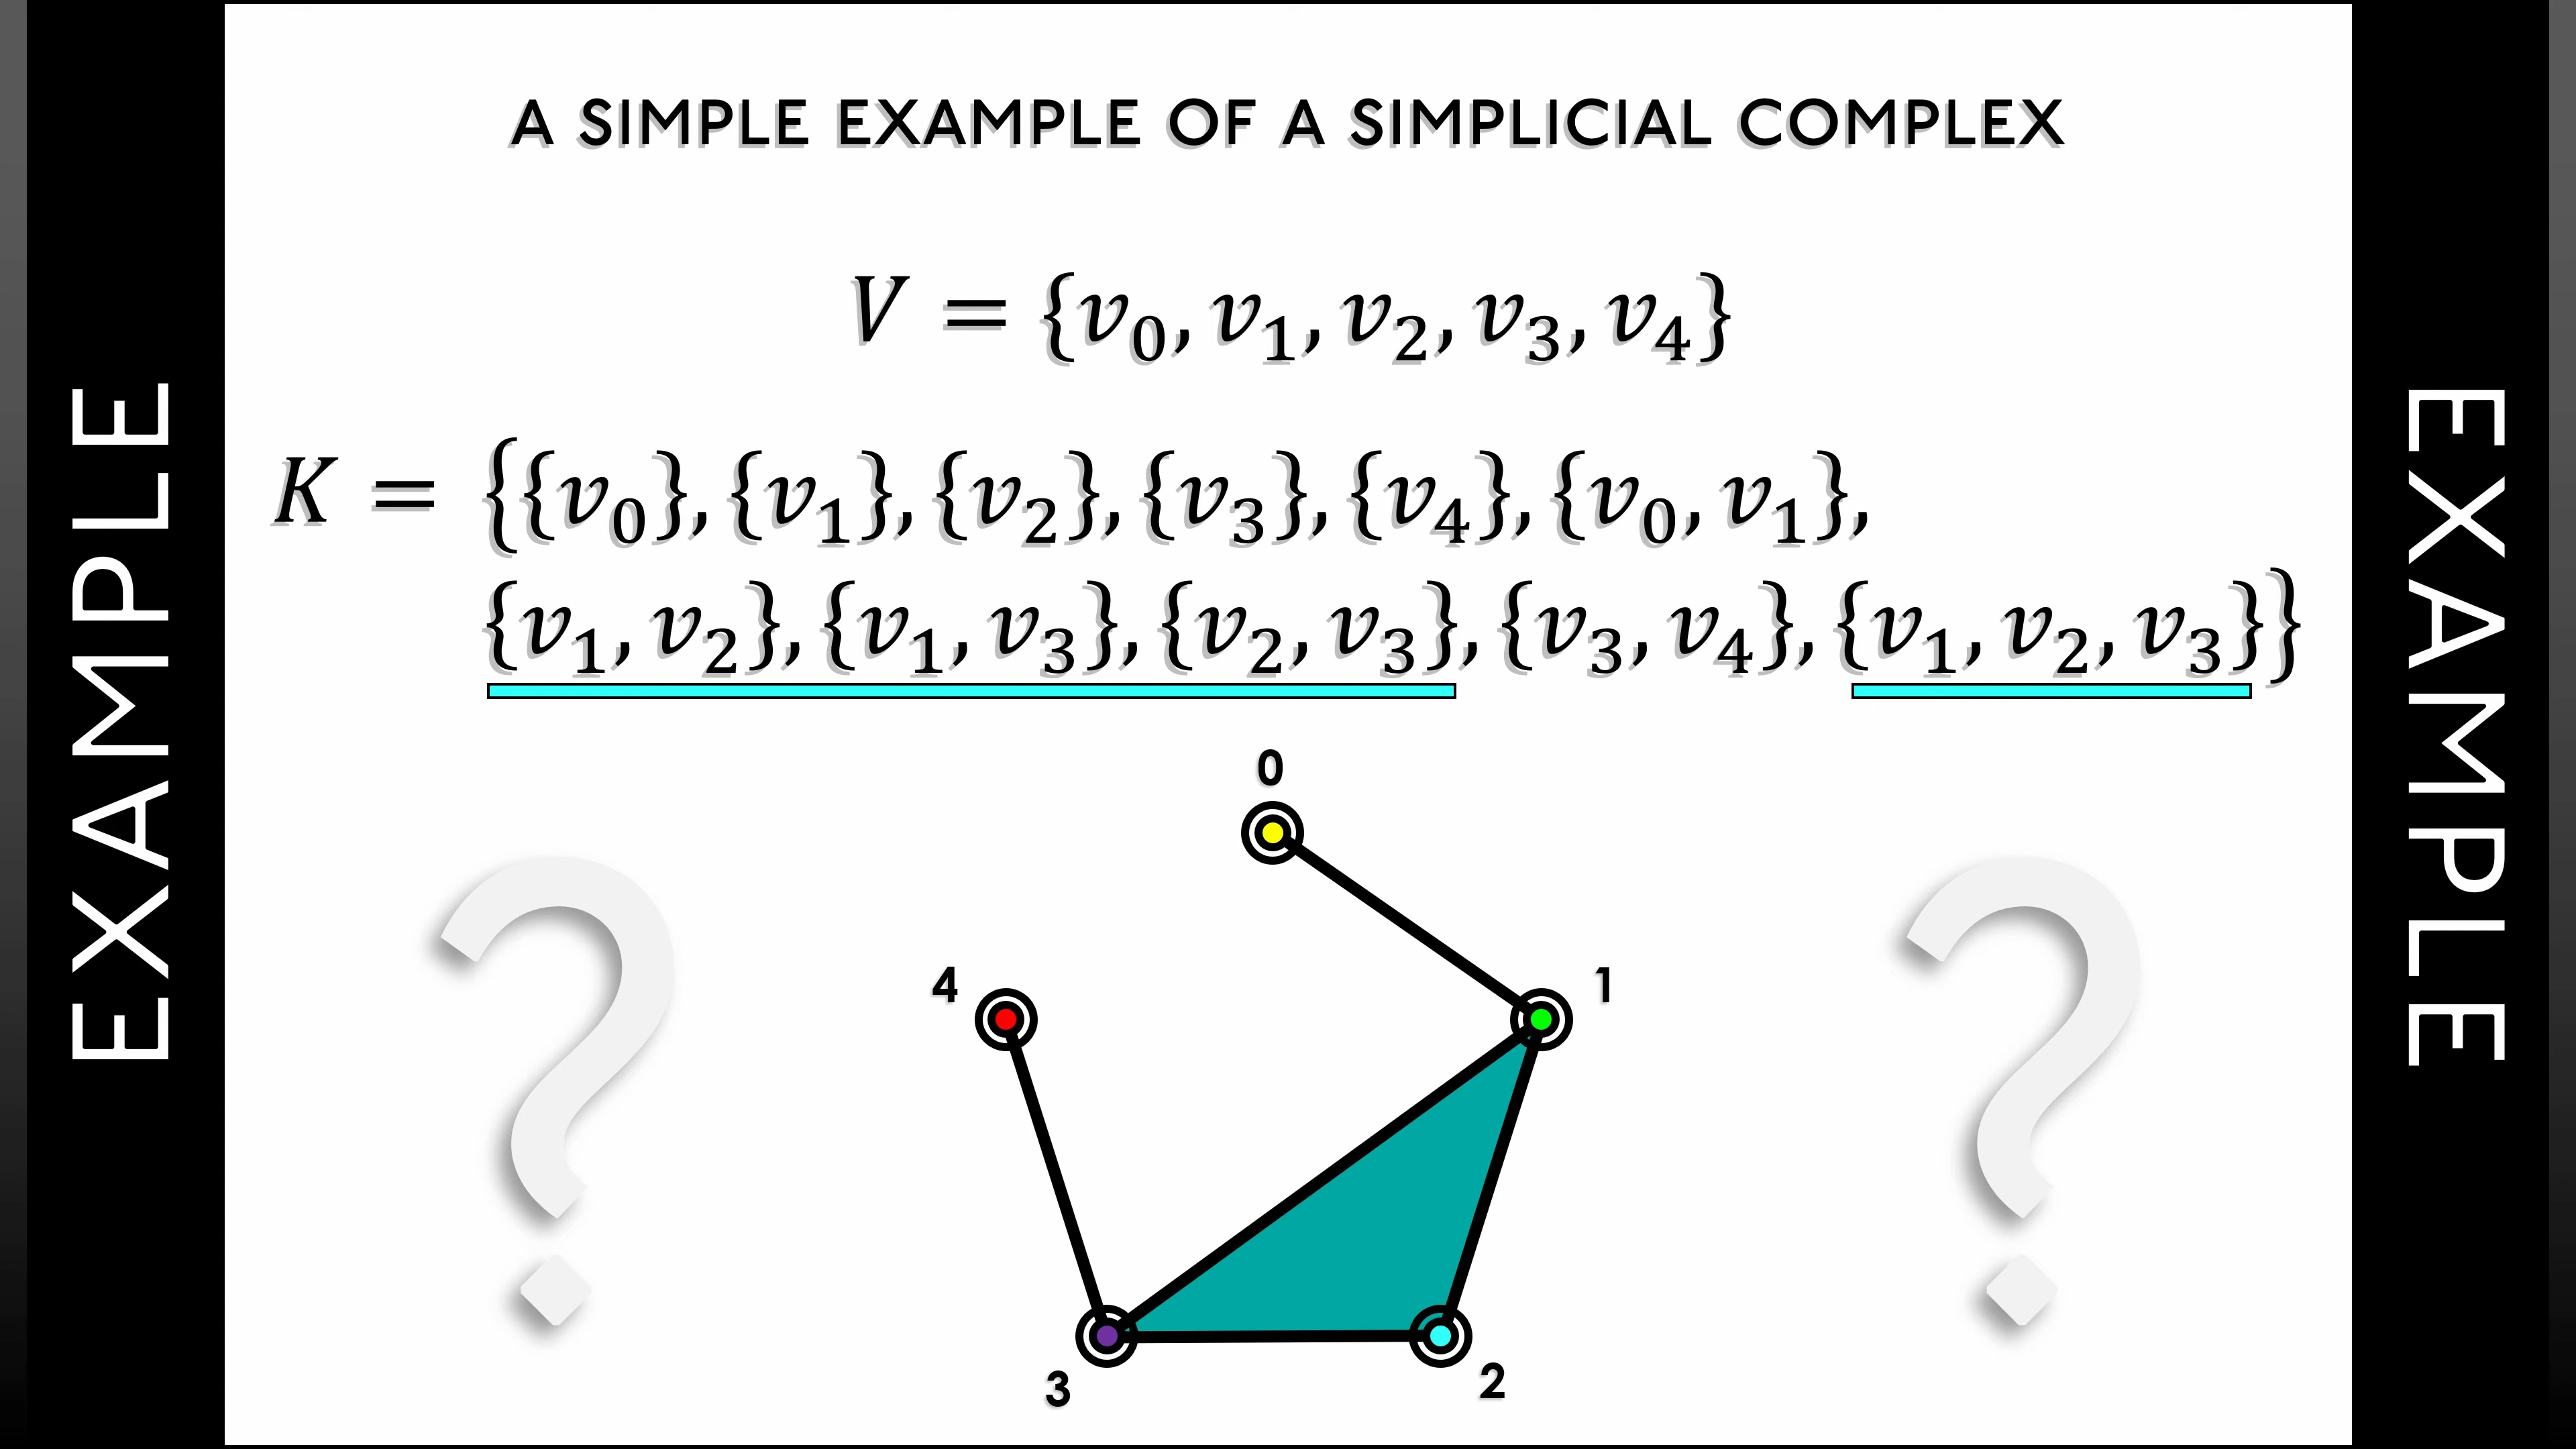 EXAMPLE
A SIMPLE EXAMPLE OF A SIMPLICIAL COMPLEX
V = {v₀, v₁, v₂, v₃, v₄}
K = {{v₀}, {v₁}, {v₂}, {v₃}, {v₄}, {v₀, v₁},
{v₁, v₂}, {v₁, v₃}, {v₂, v₃}, {v₃, v₄}, {v₁, v₂, v₃}}
0
4
1
3
2
?
?
EXAMPLE